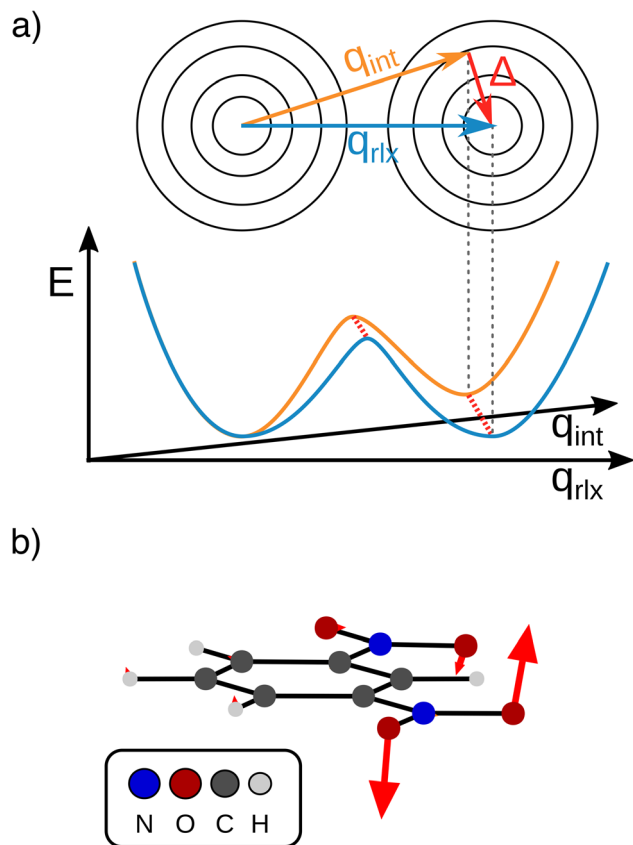 a)
q_int
Δ
q_rlx
E
q_int
q_rlx
b)
N O C H